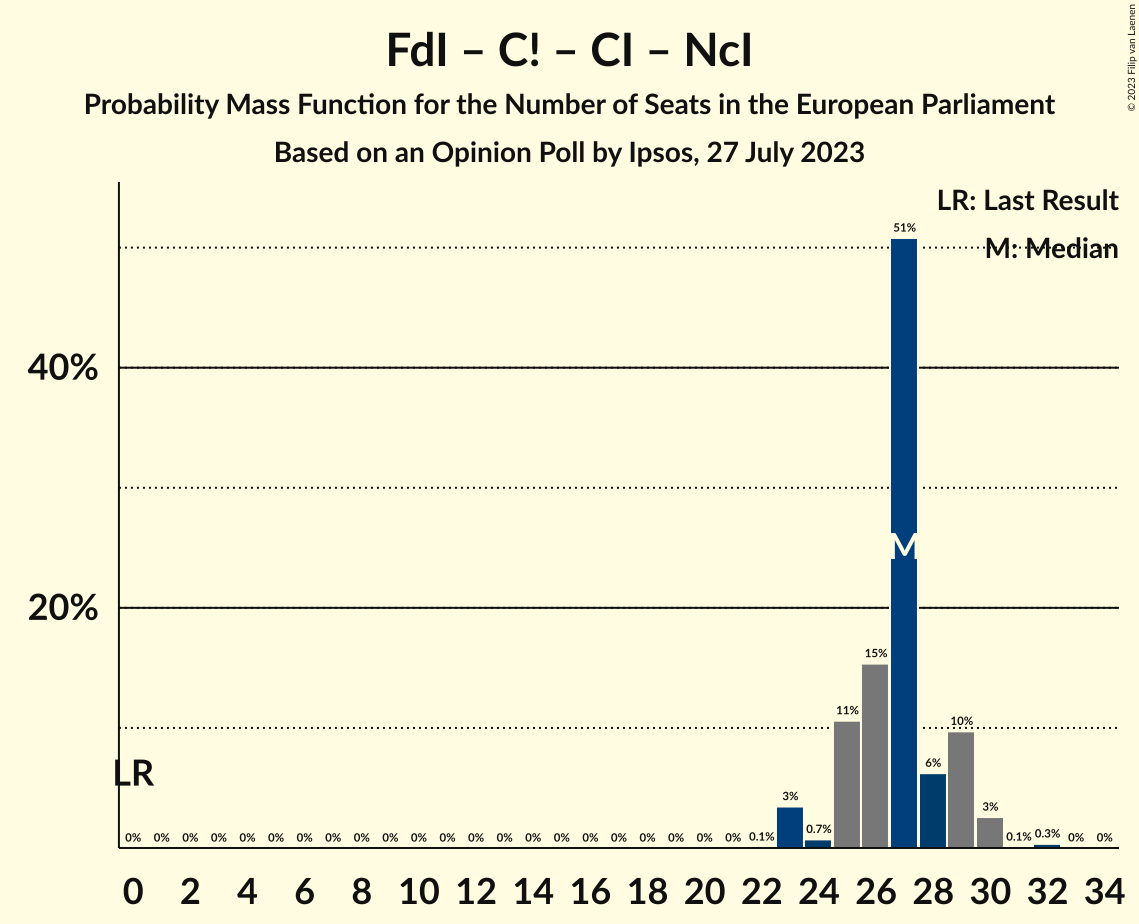 FdI – C! – CI – NcI
Probability Mass Function for the Number of Seats in the European Parliament
Based on an Opinion Poll by Ipsos, 27 July 2023
© 2023 Filip van Laenen
LR: Last Result
M: Median
51%
40%
M
20%
15%
11%
10%
LR
6%
3%
3%
0% 0% 0% 0% 0% 0% 0% 0% 0% 0% 0% 0% 0% 0% 0% 0% 0% 0% 0% 0% 0% 0% 0.1% 0.7% 0.1% 0.3% 0% 0%
0 2 4 6 8 10 12 14 16 18 20 22 24 26 28 30 32 34